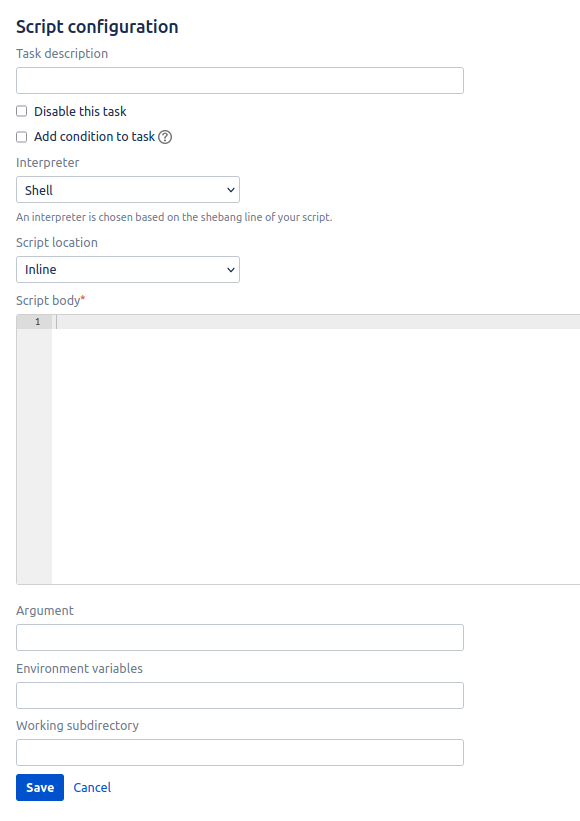 Script configuration
Task description
Disable this task
Add condition to task ?
Interpreter
Shell
An interpreter is chosen based on the shebang line of your script.
Script location
Inline
Script body*
1
Argument
Environment variables
Working subdirectory
Save Cancel